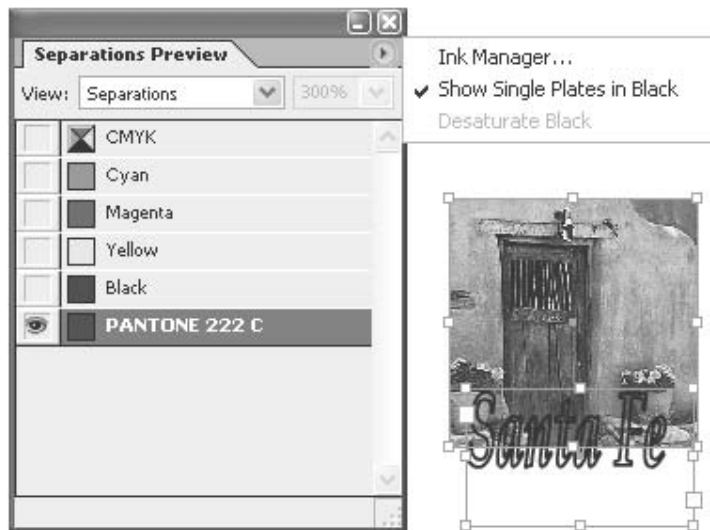 Separations Preview
View: Separations 300%
CMYK
Cyan
Magenta
Yellow
Black
PANTONE 222 C
Ink Manager...
✔ Show Single Plates in Black
Desaturate Black
Santa Fe